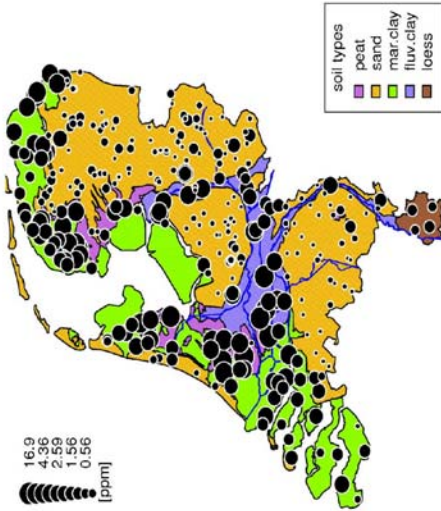 16.9
4.36
2.59
1.56
0.56
[ppm]
soil types
peat
sand
mar.clay
fluv.clay
loess